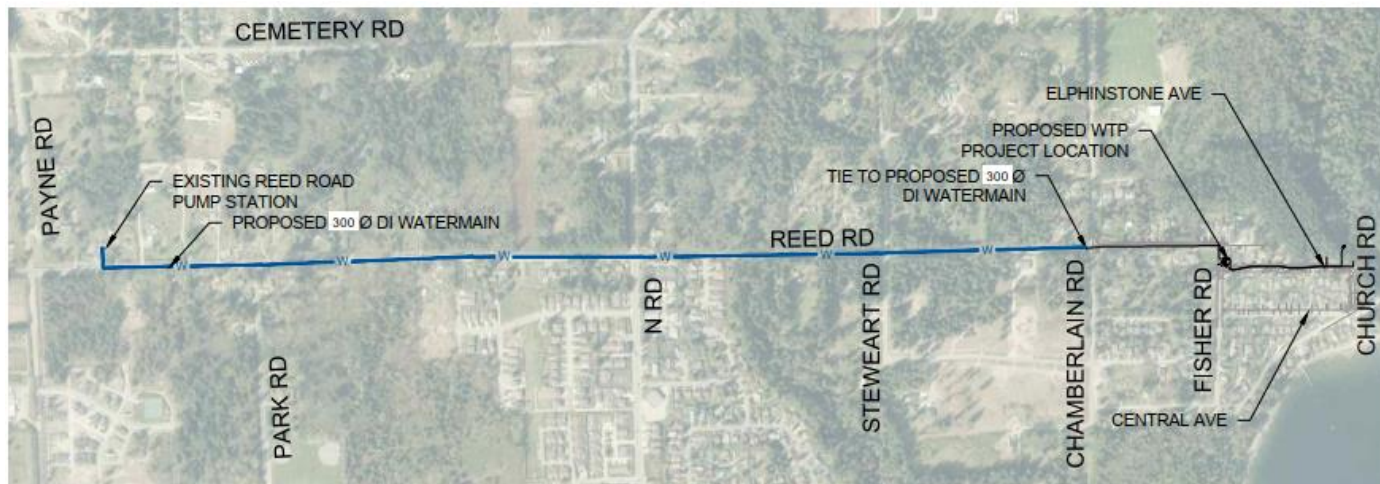 CEMETERY RD
PAYNE RD
EXISTING REED ROAD
PUMP STATION
PROPOSED 300 Ø DI WATERMAIN
W
W
W
W
W
W
REED RD
PARK RD
N RD
STEWEART RD
CHAMBERLAIN RD
FISHER RD
CHURCH RD
ELPHINSTONE AVE
PROPOSED WTP
PROJECT LOCATION
TIE TO PROPOSED 300 Ø
DI WATERMAIN
CENTRAL AVE